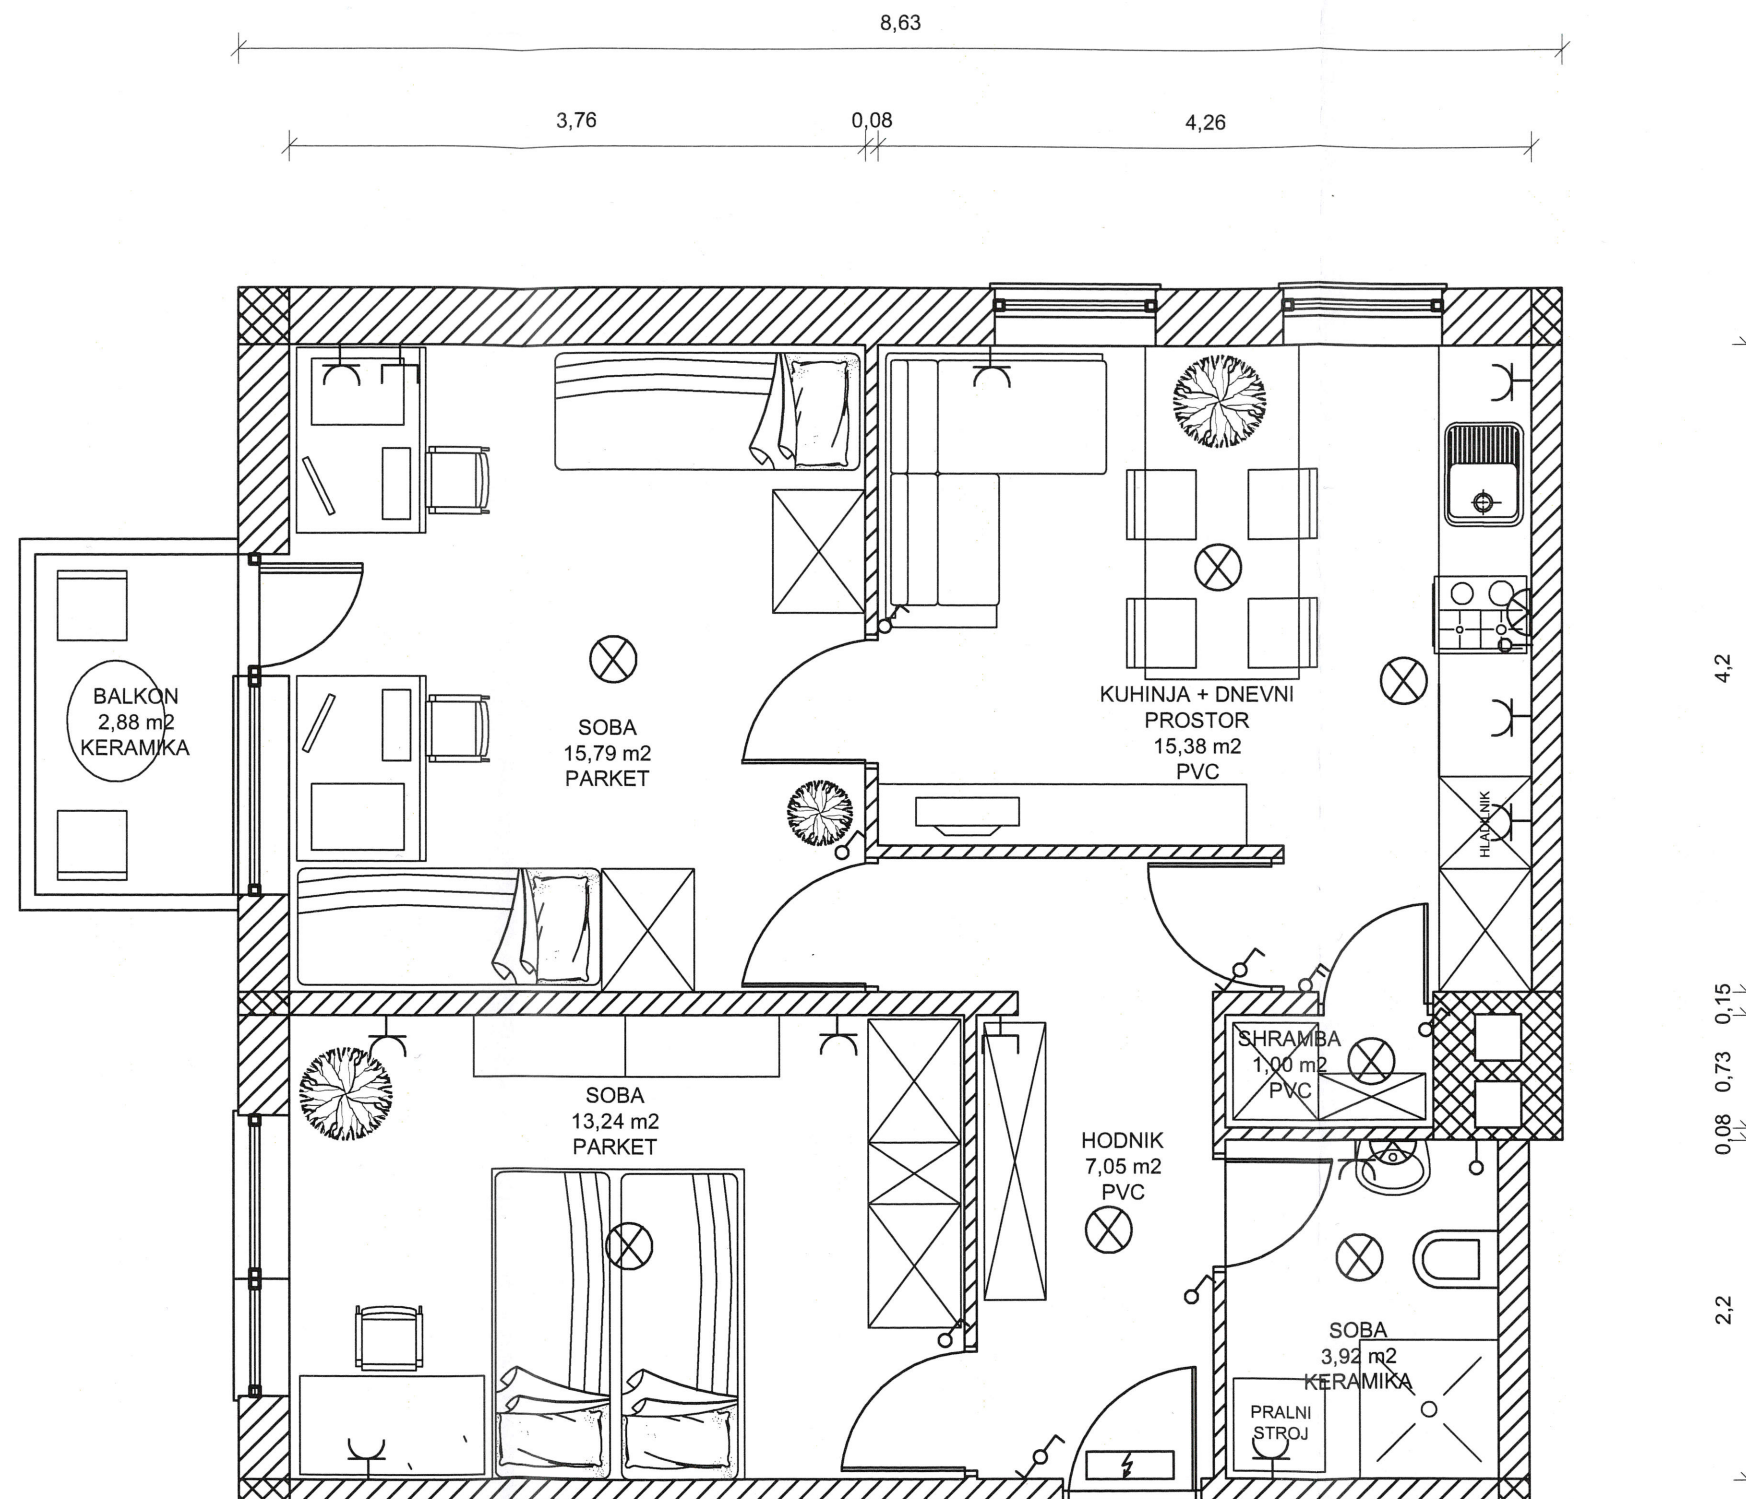 8,63
3,76
0,08
4,26
BALKON
2,88 m2
KERAMIKA
SOBA
15,79 m2
PARKET
KUHINJA + DNEVNI
PROSTOR
15,38 m2
PVC
HLADILNIK
4,2
0,15
0,73
0,08
2,2
SHRAMBA
1,00 m2
PVC
SOBA
13,24 m2
PARKET
HODNIK
7,05 m2
PVC
SOBA
3,92 m2
KERAMIKA
PRALNI
STROJ